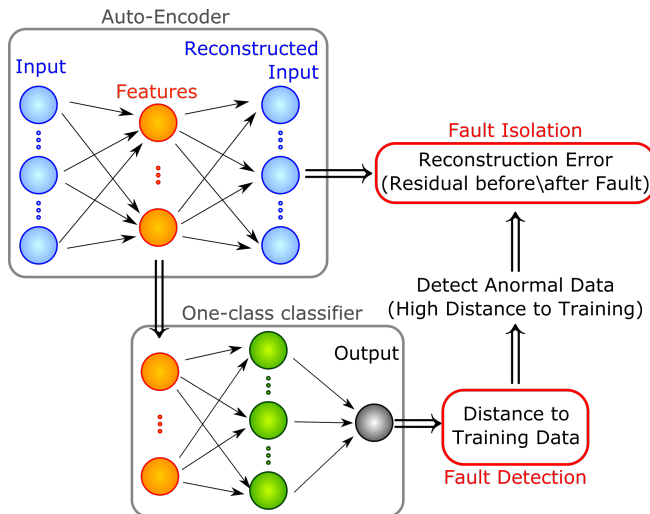 Auto-Encoder
Input
Features
Reconstructed
Input
Fault Isolation
Reconstruction Error
(Residual before\after Fault)
Detect Anormal Data
(High Distance to Training)
One-class classifier
Output
Distance to
Training Data
Fault Detection